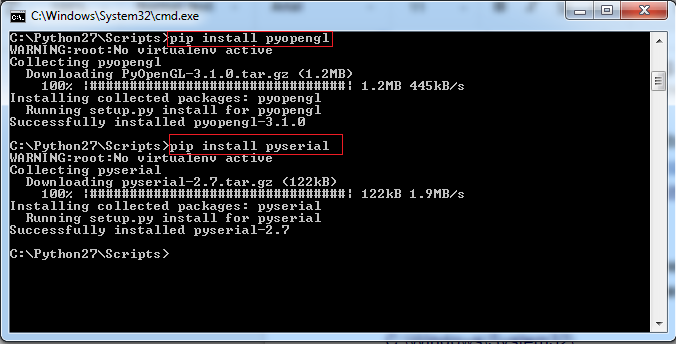 C:\Windows\System32\cmd.exe
C:\Python27\Scripts>pip install pyopengl
WARNING:root:No virtualenv active
Collecting pyopengl
  Downloading PyOpenGL-3.1.0.tar.gz (1.2MB)
    100% |################################| 1.2MB 445kB/s
Installing collected packages: pyopengl
  Running setup.py install for pyopengl
Successfully installed pyopengl-3.1.0
C:\Python27\Scripts>pip install pyserial
WARNING:root:No virtualenv active
Collecting pyserial
  Downloading pyserial-2.7.tar.gz (122kB)
    100% |################################| 122kB 1.9MB/s
Installing collected packages: pyserial
  Running setup.py install for pyserial
Successfully installed pyserial-2.7
C:\Python27\Scripts>